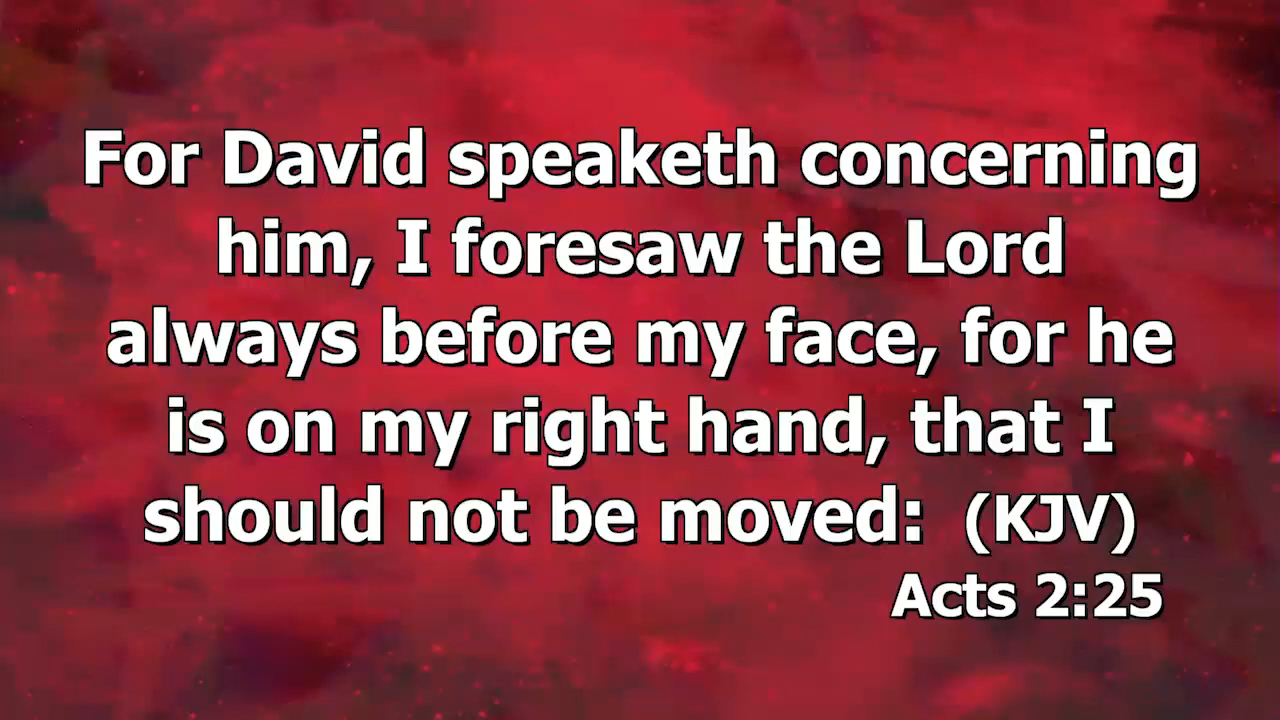 For David speaketh concerning
him, I foresaw the Lord
always before my face, for he
is on my right hand, that I
should not be moved: (KJV)
Acts 2:25